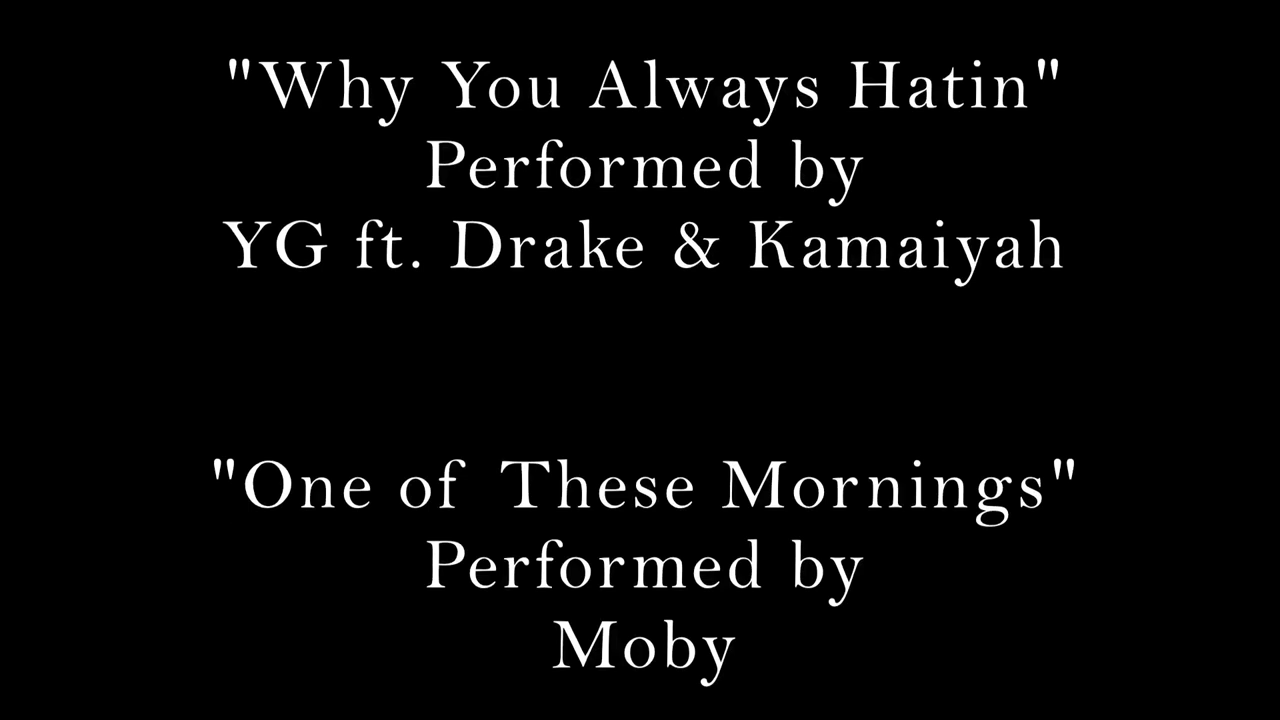 "Why You Always Hatin"
Performed by
YG ft. Drake & Kamaiyah
"One of These Mornings"
Performed by
Moby